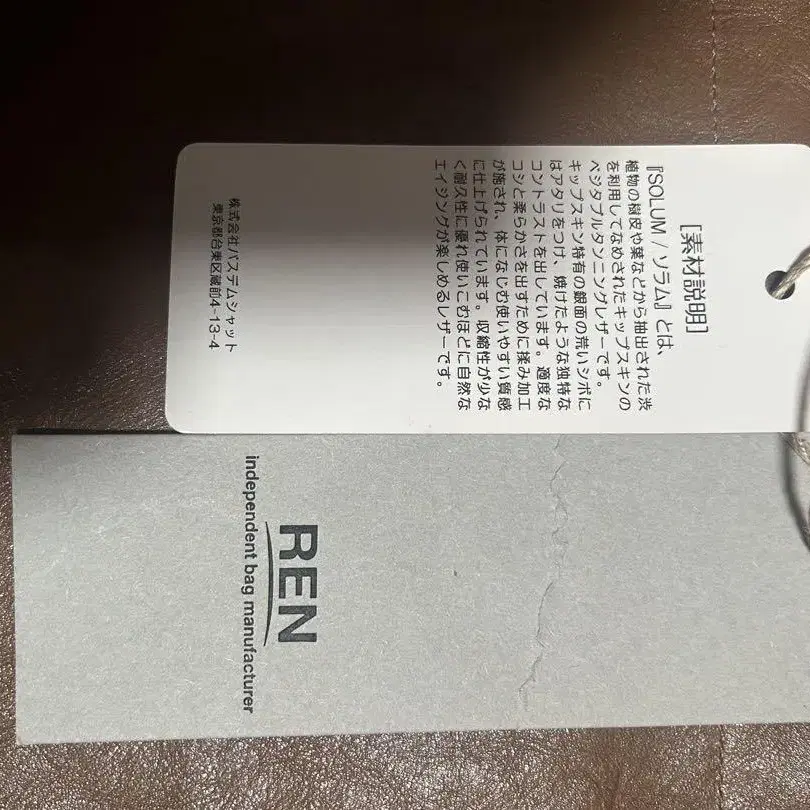 [素材説明]
『SOLUM / ソラム』とは、
植物の樹皮や葉などから抽出された渋
を利用してなめされたキップスキンの
ベジタブルタンニングレザーです。
キップスキン特有の銀面の荒いシボに
はアタリをつけ、焼けたような独特な
コントラストを出しています。適度な
コシと柔らかさを出すために揉み加工
が施され、体になじむ使いやすい質感
に仕上げられています。収縮性が少な
く耐久性に優れ使いこむほどに自然な
エイジングが楽しめるレザーです。
株式会社バスデムシャット
東京都台東区蔵前4-13-4
REN
independent bag manufacturer